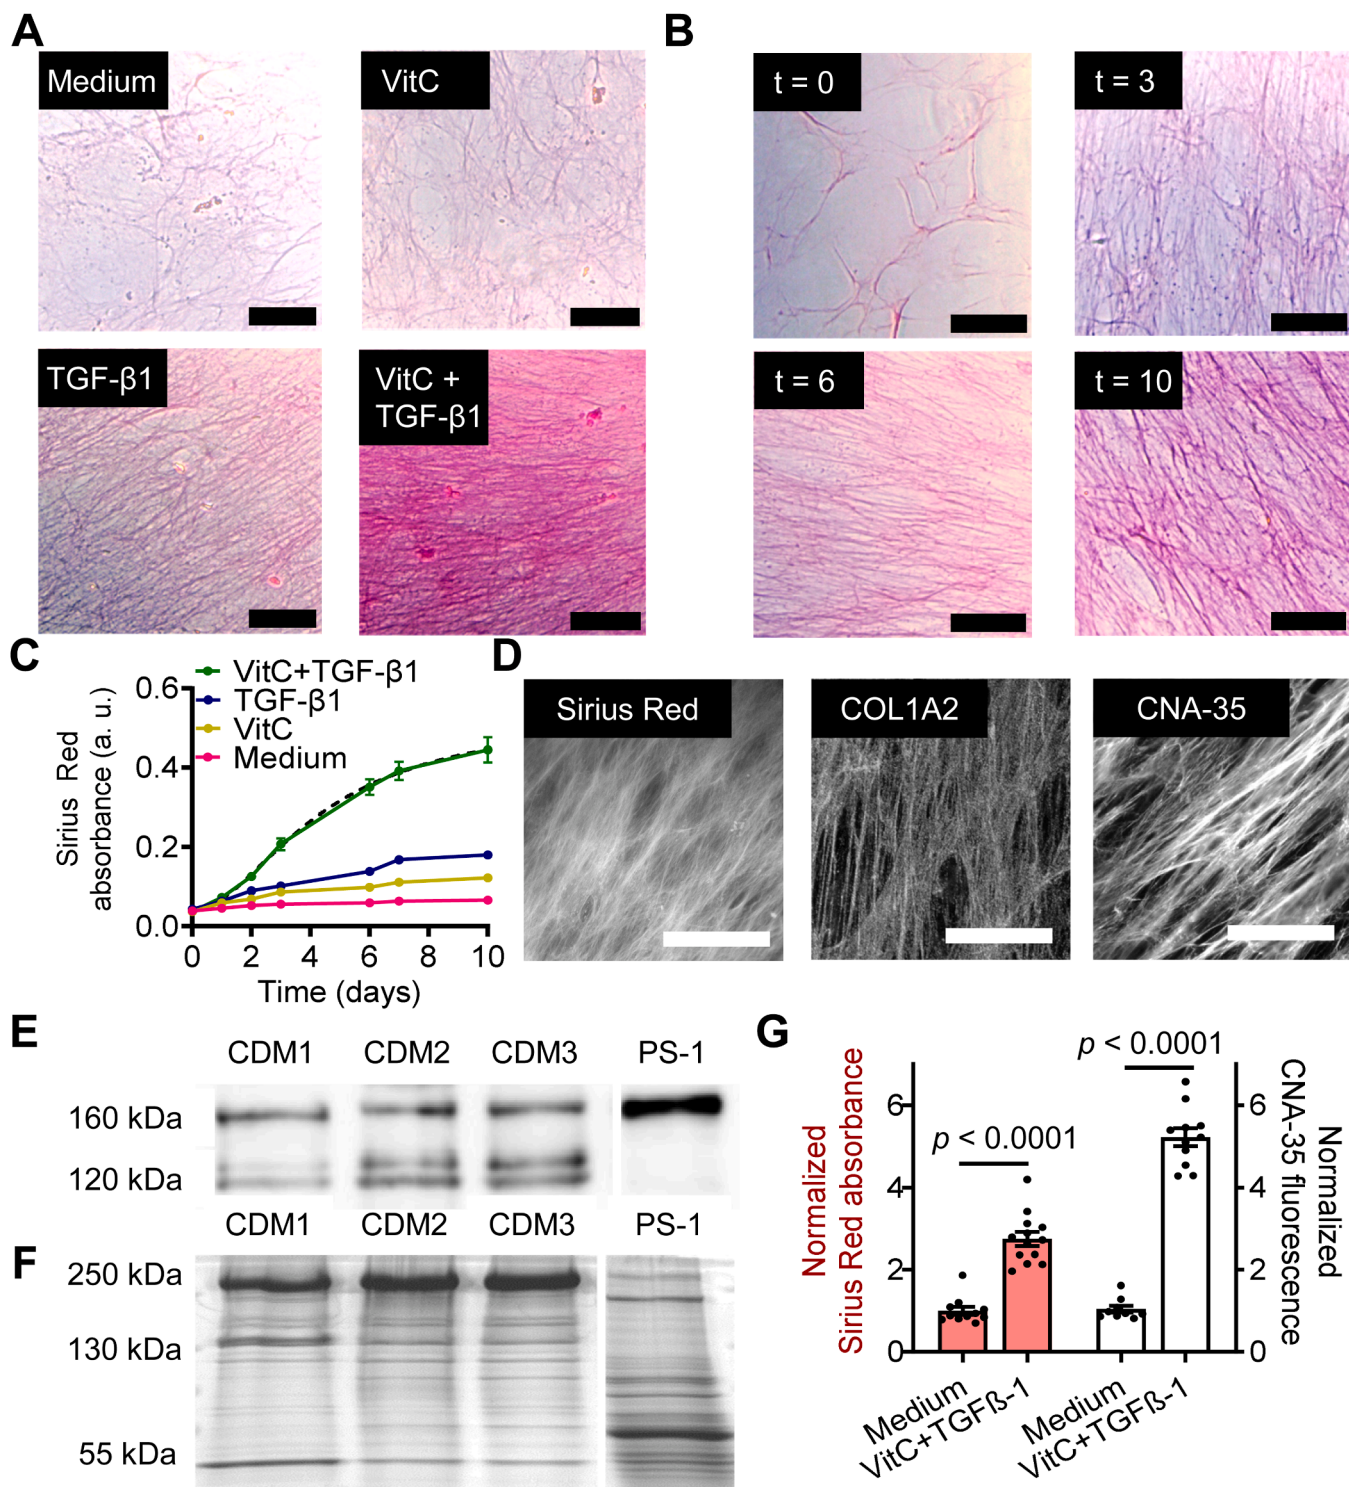 A
Medium
VitC
TGF-β1
VitC +
TGF-β1
B
t = 0
t = 3
t = 6
t = 10
C
Sirius Red
absorbance (a. u.)
0.6
0.4
0.2
0.0
VitC+TGF-β1
TGF-β1
VitC
Medium
0 2 4 6 8 10
Time (days)
D
Sirius Red
COL1A2
CNA-35
E
CDM1 CDM2 CDM3 PS-1
160 kDa
120 kDa
CDM1 CDM2 CDM3 PS-1
F
250 kDa
130 kDa
55 kDa
G
Normalized
Sirius Red absorbance
6
4
2
0
p < 0.0001
p < 0.0001
6
4
2
0
Normalized
CNA-35 fluorescence
Medium
VitC+TGFß-1
Medium
VitC+TGFß-1